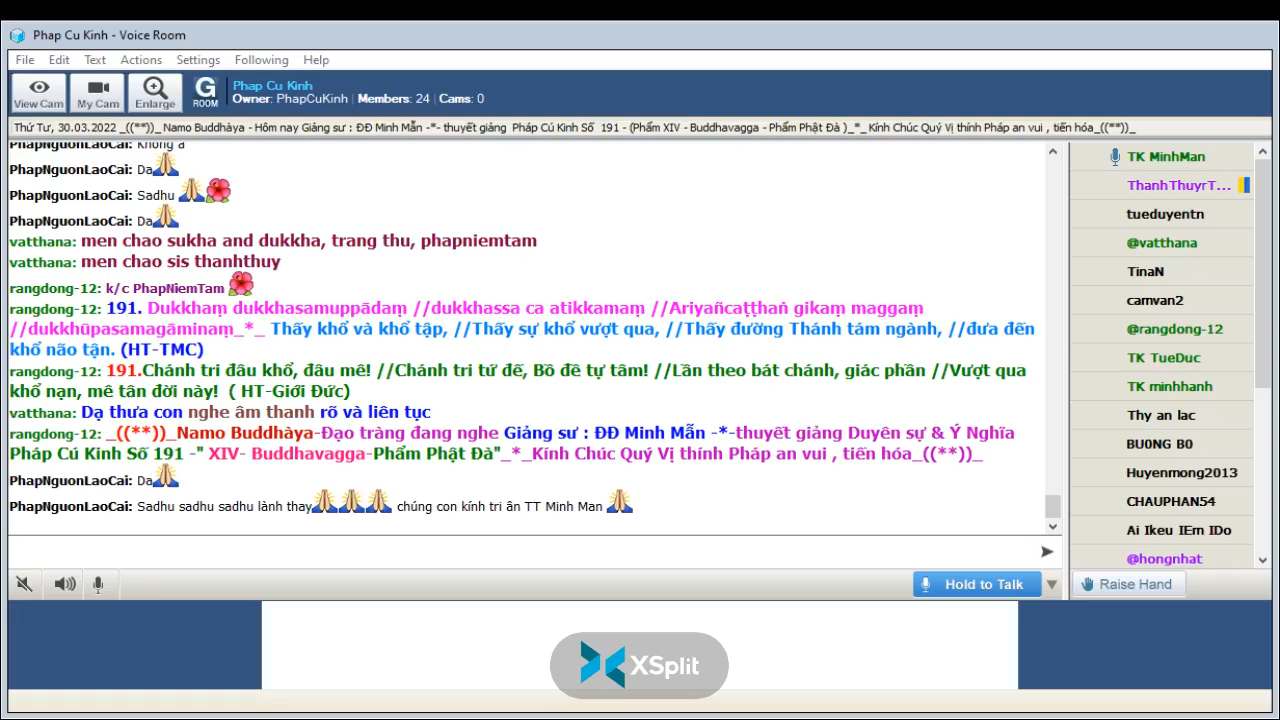 Phap Cu Kinh - Voice Room
File Edit Text Actions Settings Following Help
View Cam
My Cam
Enlarge
G
ROOM
Phap Cu Kinh
Owner: PhapCuKinh | Members: 24 | Cams: 0
Thứ Tư, 30.03.2022 _((**))_ Namo Buddhàya - Hôm nay Giảng sư : ĐĐ Minh Mẫn -*- thuyết giảng Pháp Cú Kinh Số 191 - (Phẩm XIV - Buddhavagga - Phẩm Phật Đà )_*_ Kính Chúc Quý Vị thính Pháp an vui , tiến hóa_((**))_
PhapNguonLaoCai: Không ạ
PhapNguonLaoCai: Da
PhapNguonLaoCai: Sadhu
PhapNguonLaoCai: Da
vatthana: men chao sukha and dukkha, trang thu, phapniemtam
vatthana: men chao sis thanhthuy
rangdong-12: k/c PhapNiemTam
rangdong-12: 191. Dukkhaṃ dukkhasamuppādaṃ //dukkhassa ca atikkamaṃ //Ariyañcaṭṭhaṅ gikaṃ maggaṃ
//dukkhūpasamagāminaṃ_*_ Thấy khổ và khổ tập, //Thấy sự khổ vượt qua, //Thấy đường Thánh tám ngành, //đưa đến
khổ não tận. (HT-TMC)
rangdong-12: 191.Chánh tri đâu khổ, đâu mê! //Chánh tri tứ đế, Bồ đề tự tâm! //Lần theo bát chánh, giác phần //Vượt qua
khổ nạn, mê tân đời này! ( HT-Giới Đức)
vatthana: Dạ thưa con nghe âm thanh rõ và liên tục
rangdong-12: _((**))_Namo Buddhàya-Đạo tràng đang nghe Giảng sư : ĐĐ Minh Mẫn -*-thuyết giảng Duyên sự & Ý Nghĩa
Pháp Cú Kinh Số 191 -" XIV- Buddhavagga-Phẩm Phật Đà"_*_Kính Chúc Quý Vị thính Pháp an vui , tiến hóa_((**))_
PhapNguonLaoCai: Da
PhapNguonLaoCai: Sadhu sadhu sadhu lành thay chúng con kính tri ân TT Minh Man
TK MinhMan
ThanhThuyrT...
tueduyentn
@vatthana
TinaN
camvan2
@rangdong-12
TK TueDuc
TK minhhanh
Thy an lac
BU0NG B0
Huyenmong2013
CHAUPHAN54
Ai Ikeu IEm IDo
@hongnhat
Hold to Talk
Raise Hand
XSplit